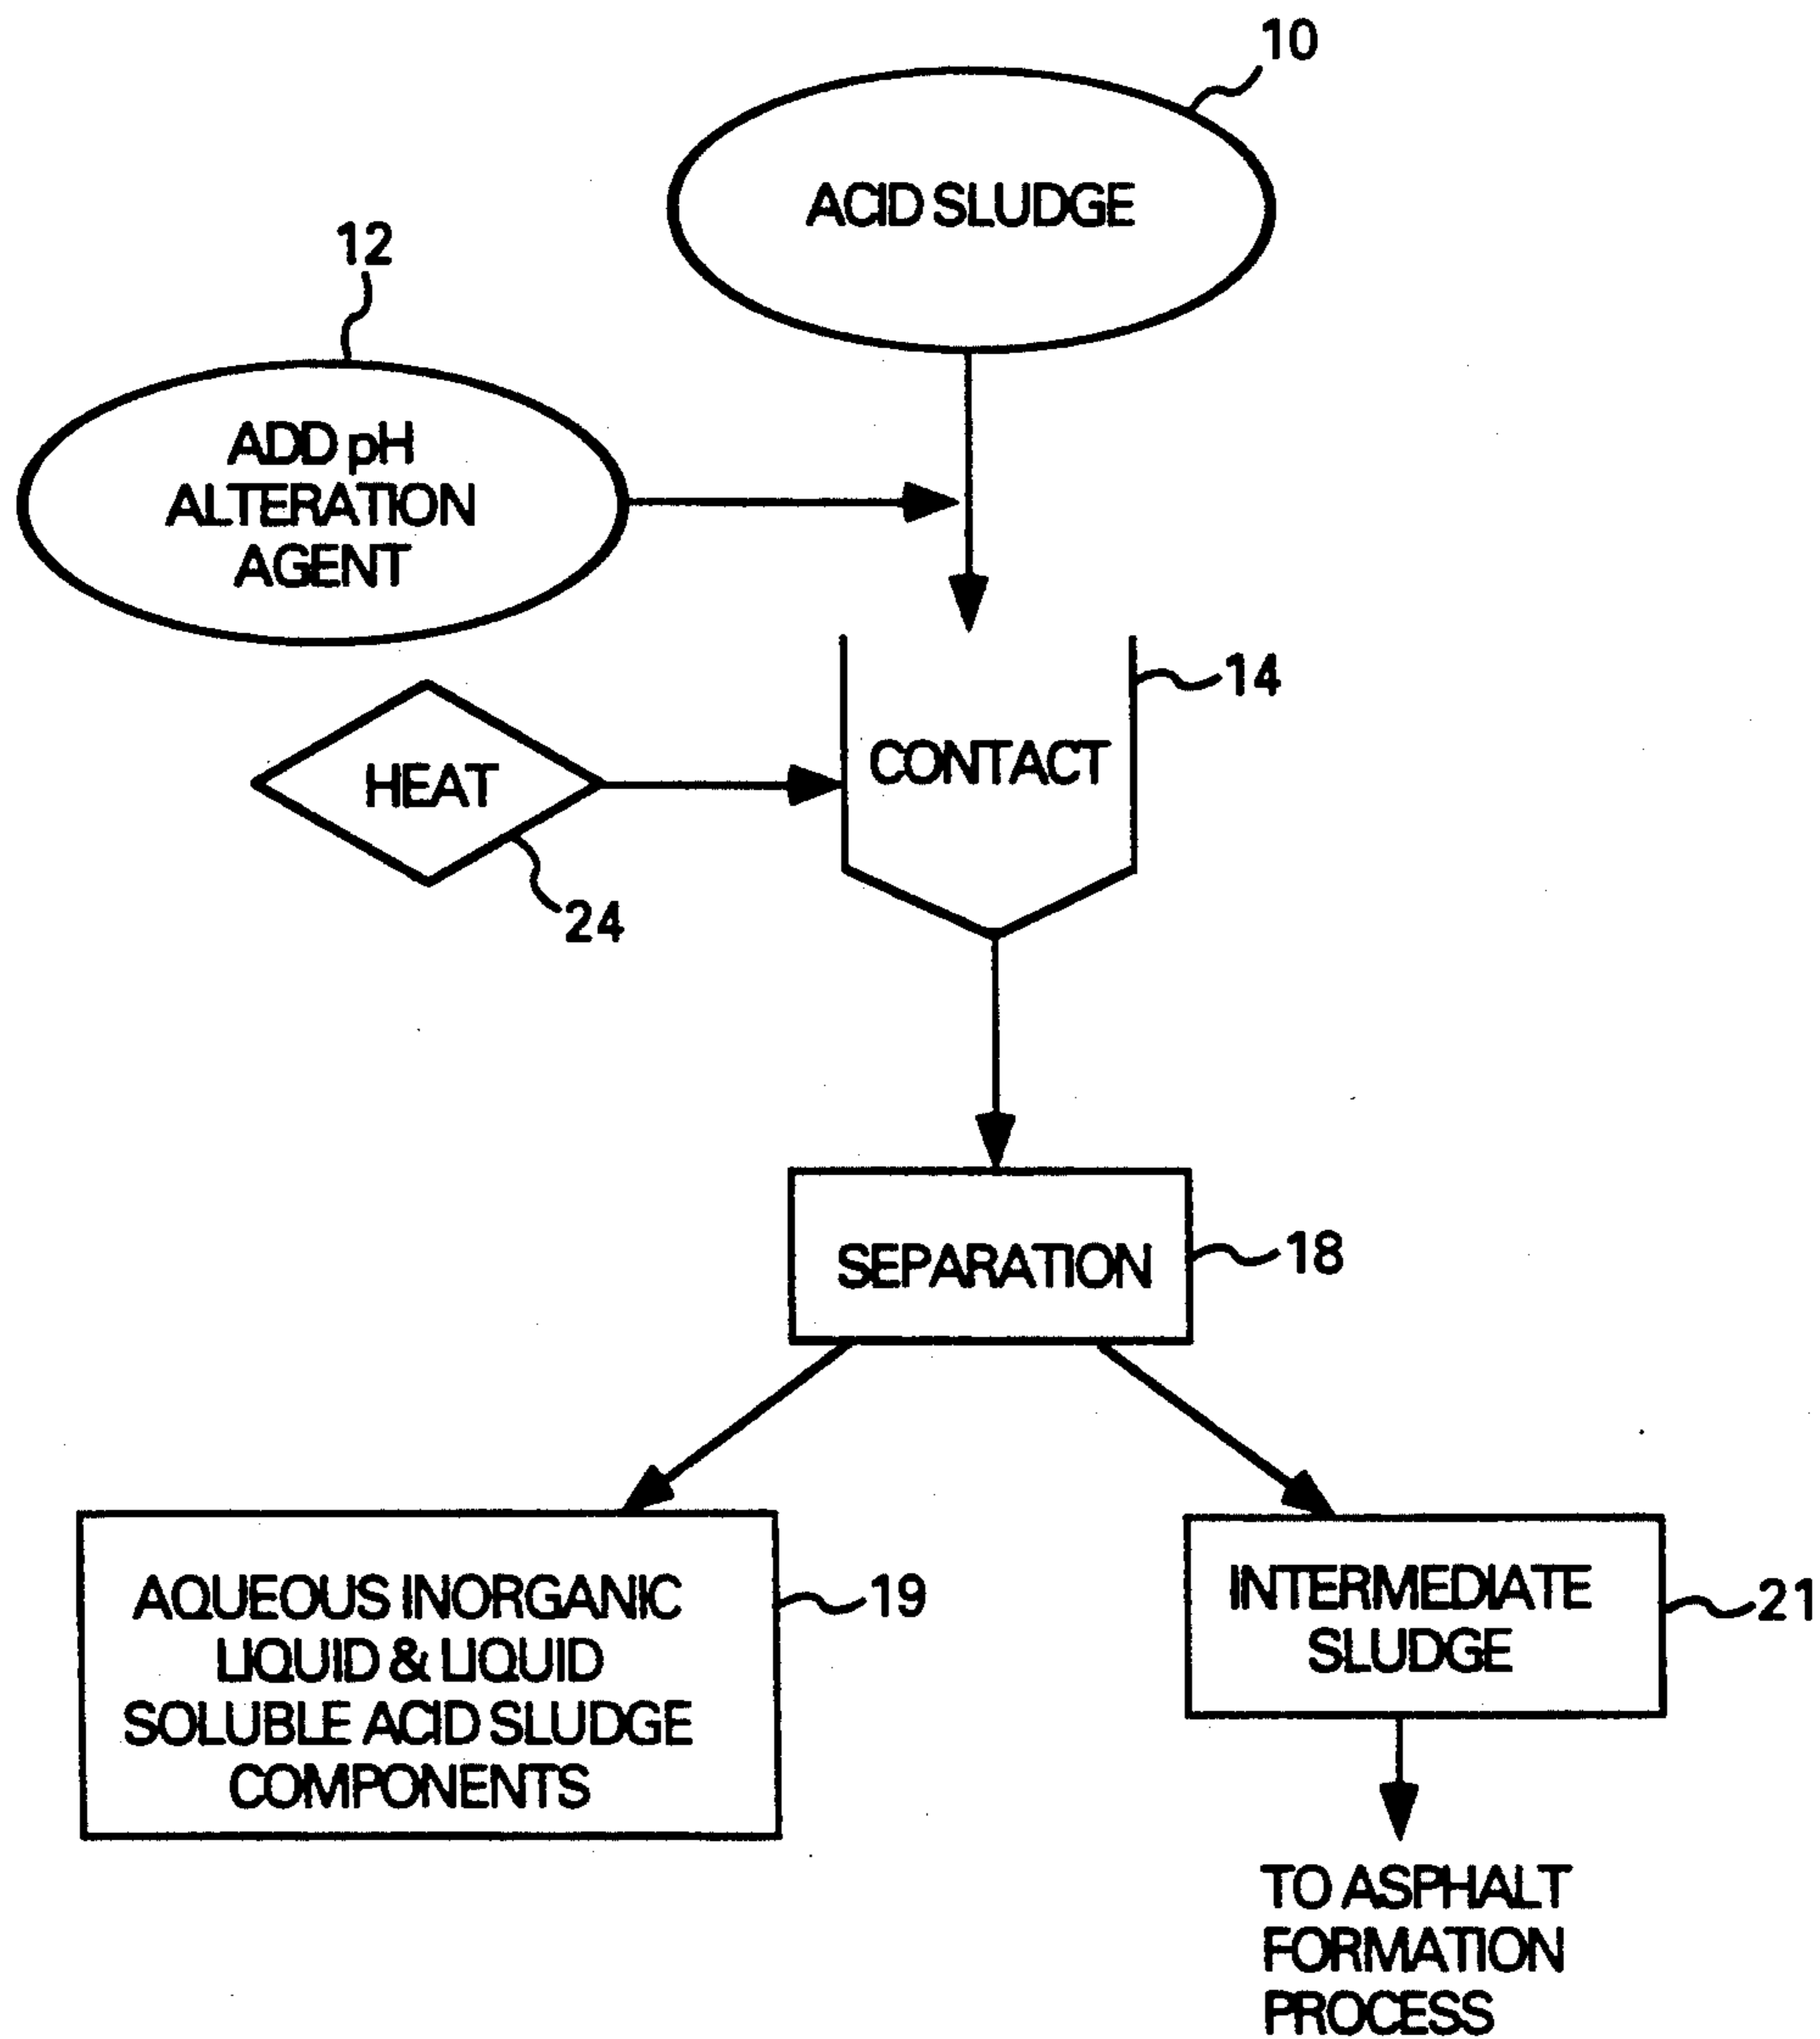 10
ACID SLUDGE
12
ADD pH
ALTERATION
AGENT
14
CONTACT
HEAT
24
SEPARATION
18
AQUEOUS INORGANIC
LIQUID & LIQUID
SOLUBLE ACID SLUDGE
COMPONENTS
19
INTERMEDIATE
SLUDGE
21
TO ASPHALT
FORMATION
PROCESS